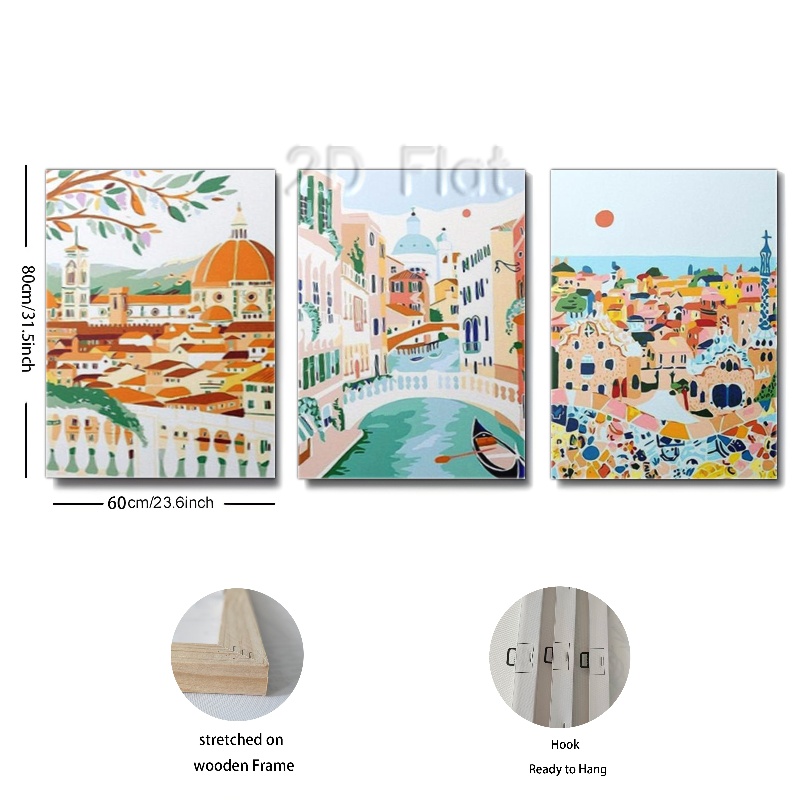 2D Flat
80cm/31.5inch
60cm/23.6inch
stretched on
wooden Frame
Hook
Ready to Hang